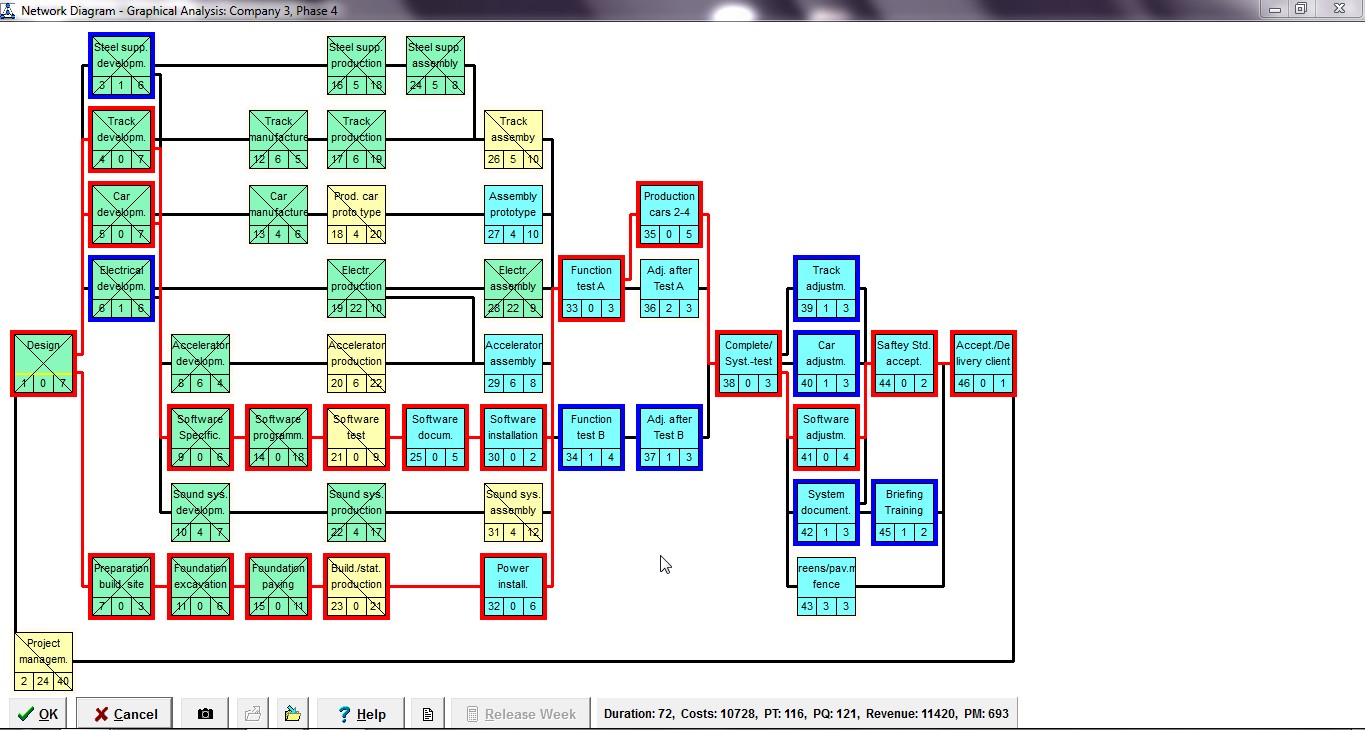 Network Diagram - Graphical Analysis: Company 3, Phase 4
Steel supp.
developm.
3 1 6
Steel supp.
production
16 5 18
Steel supp.
assembly
24 5 8
Track
developm.
4 0 7
Track
manufacture
12 6 5
Track
production
17 6 19
Track
assemby
26 5 10
Car
developm.
5 0 7
Car
manufacture
13 4 6
Prod. car
proto type
18 4 20
Assembly
prototype
27 4 10
Production
cars 2-4
35 0 5
Electrical
developm.
6 1 6
Electr.
production
19 22 10
Electr.
assembly
28 22 9
Function
test A
33 0 3
Adj. after
Test A
36 2 3
Track
adjustm.
39 1 3
Design
1 0 7
Accelerator
developm.
8 6 4
Accelerator
production
20 6 22
Accelerator
assembly
29 6 8
Complete/
Syst.-test
38 0 3
Car
adjustm.
40 1 3
Saftey Std.
accept.
44 0 2
Accept./De
livery client
46 0 1
Software
Specific.
9 0 6
Software
programm.
14 0 18
Software
test
21 0 9
Software
docum.
25 0 5
Software
installation
30 0 2
Function
test B
34 1 4
Adj. after
Test B
37 1 3
Software
adjustm.
41 0 4
Sound sys.
developm.
10 4 7
Sound sys.
production
22 4 17
Sound sys.
assembly
31 4 12
System
document.
42 1 3
Briefing
Training
45 1 2
Preparation
build. site
7 0 3
Foundation
excavation
11 0 6
Foundation
paving
15 0 11
Build./stat.
production
23 0 21
Power
install.
32 0 6
reens/pav.m
fence
43 3 3
Project
managem.
2 24 40
OK
Cancel
? Help
Release Week
Duration: 72, Costs: 10728, PT: 116, PQ: 121, Revenue: 11420, PM: 693